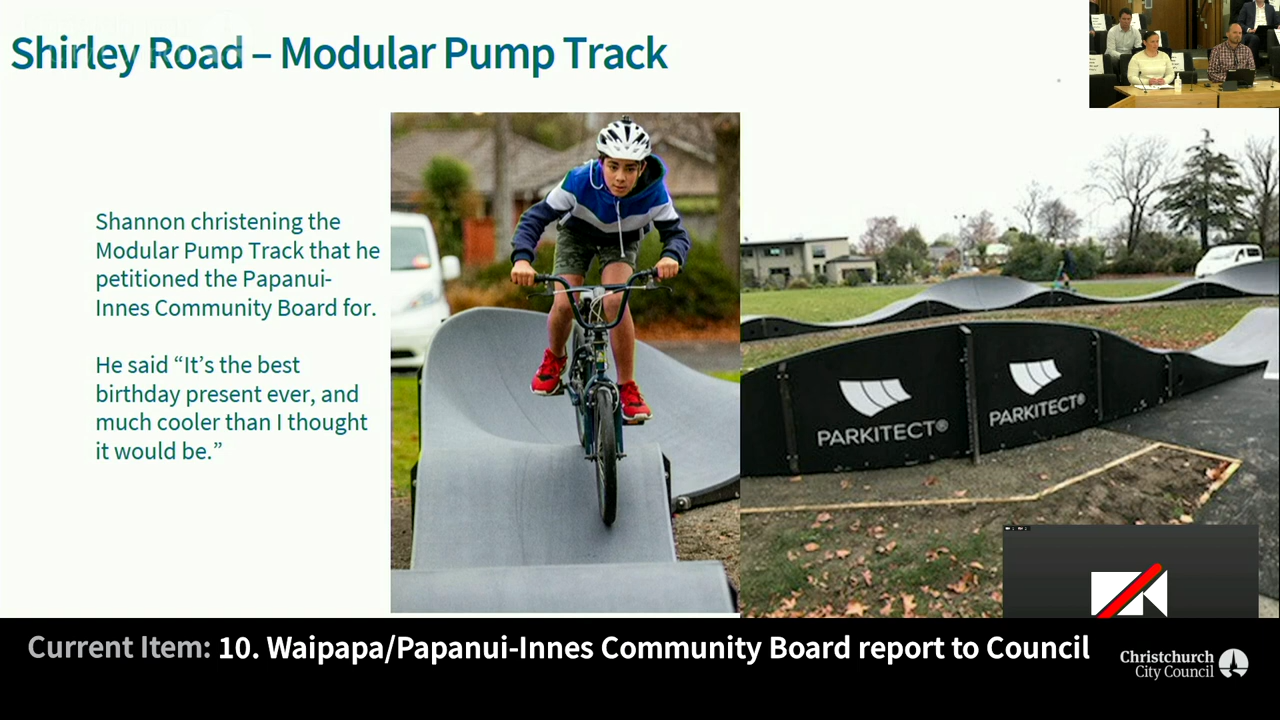 Shirley Road – Modular Pump Track
Shannon christening the
Modular Pump Track that he
petitioned the Papanui-
Innes Community Board for.
He said “It’s the best
birthday present ever, and
much cooler than I thought
it would be.”
PARKITECT®
PARKITECT®
Current Item: 10. Waipapa/Papanui-Innes Community Board report to Council
Christchurch
City Council